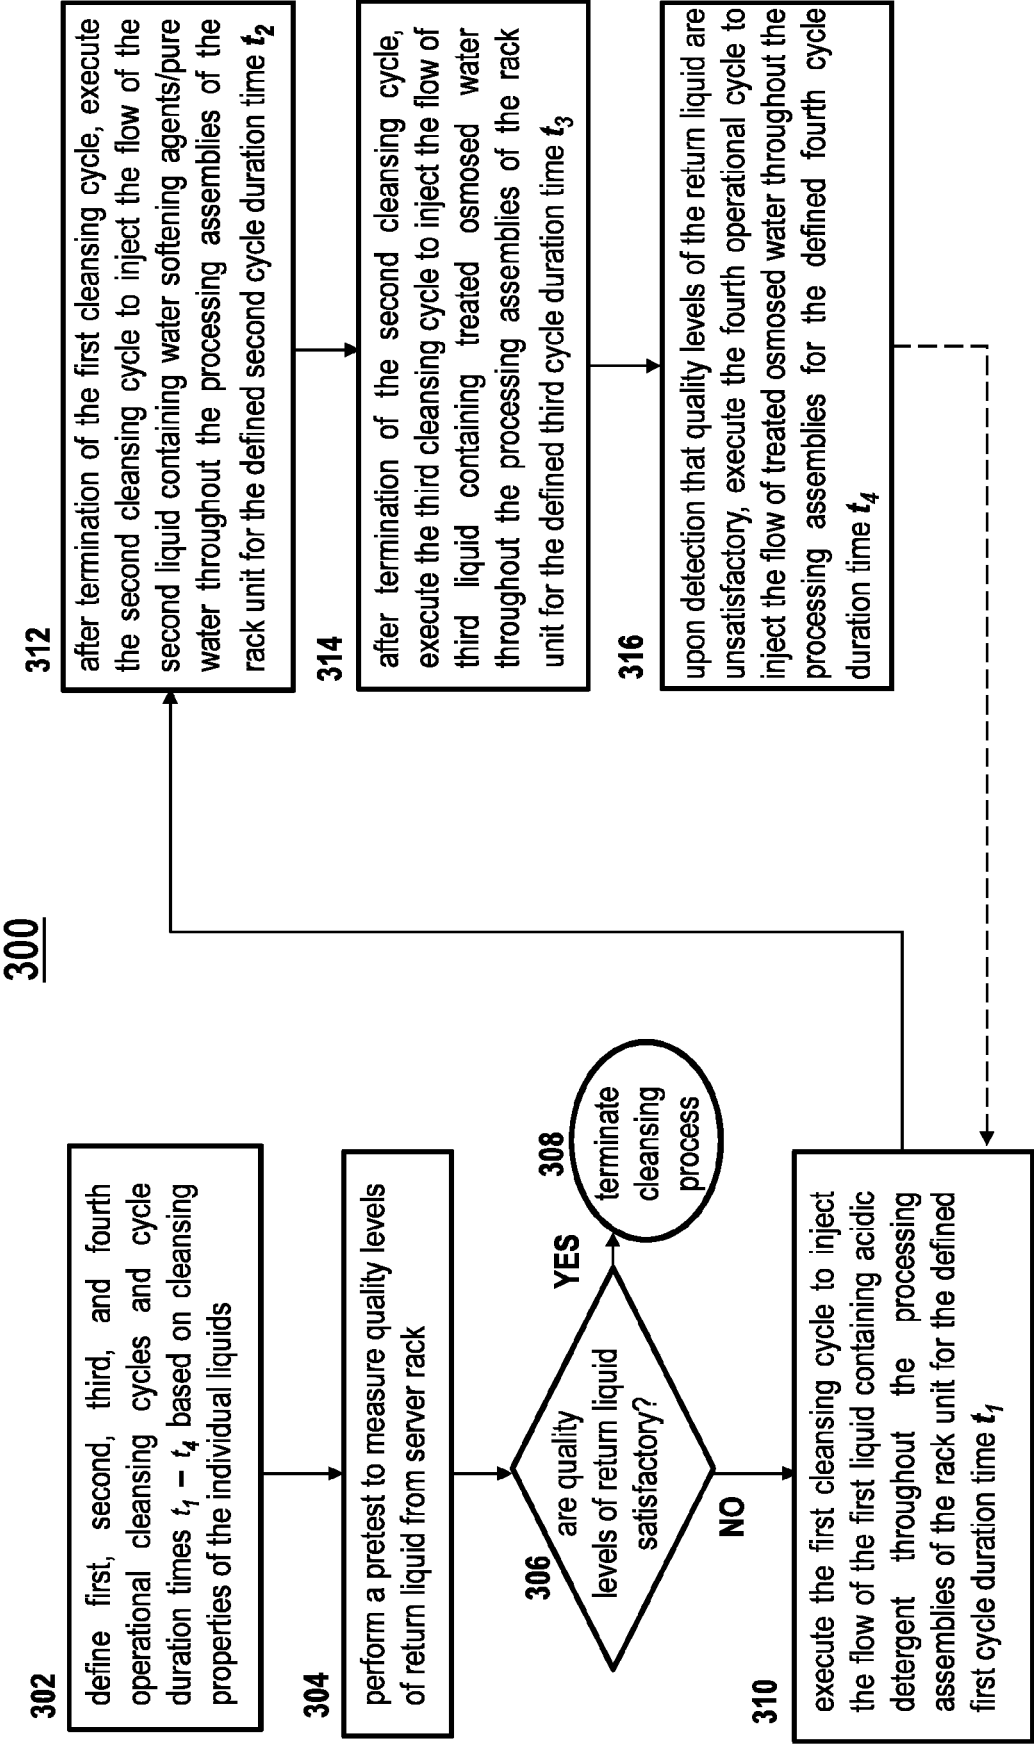 300
302
define first, second, third, and fourth
operational cleansing cycles and cycle
duration times t1 – t4 based on cleansing
properties of the individual liquids
304
perform a pretest to measure quality levels
of return liquid from server rack
306
are quality
levels of return liquid
satisfactory?
YES
308
terminate
cleansing
process
NO
310
execute the first cleansing cycle to inject
the flow of the first liquid containing acidic
detergent throughout the processing
assemblies of the rack unit for the defined
first cycle duration time t1
312
after termination of the first cleansing cycle, execute
the second cleansing cycle to inject the flow of the
second liquid containing water softening agents/pure
water throughout the processing assemblies of the
rack unit for the defined second cycle duration time t2
314
after termination of the second cleansing cycle,
execute the third cleansing cycle to inject the flow of
third liquid containing treated osmosed water
throughout the processing assemblies of the rack
unit for the defined third cycle duration time t3
316
upon detection that quality levels of the return liquid are
unsatisfactory, execute the fourth operational cycle to
inject the flow of treated osmosed water throughout the
processing assemblies for the defined fourth cycle
duration time t4